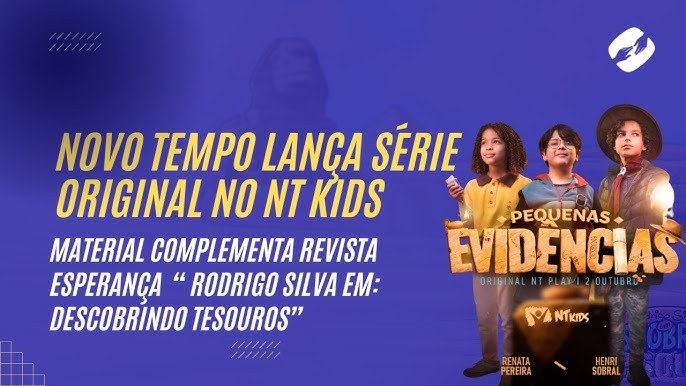 NOVO TEMPO LANÇA SÉRIE
ORIGINAL NO NT KIDS
MATERIAL COMPLEMENTA REVISTA
ESPERANÇA “ RODRIGO SILVA EM:
DESCOBRINDO TESOUROS”
PEQUENAS
EVIDÊNCIAS
ORIGINAL NT PLAY | 2 OUTUBRO
NT KIDS
RENATA
PEREIRA
HENRI
SOBRAL